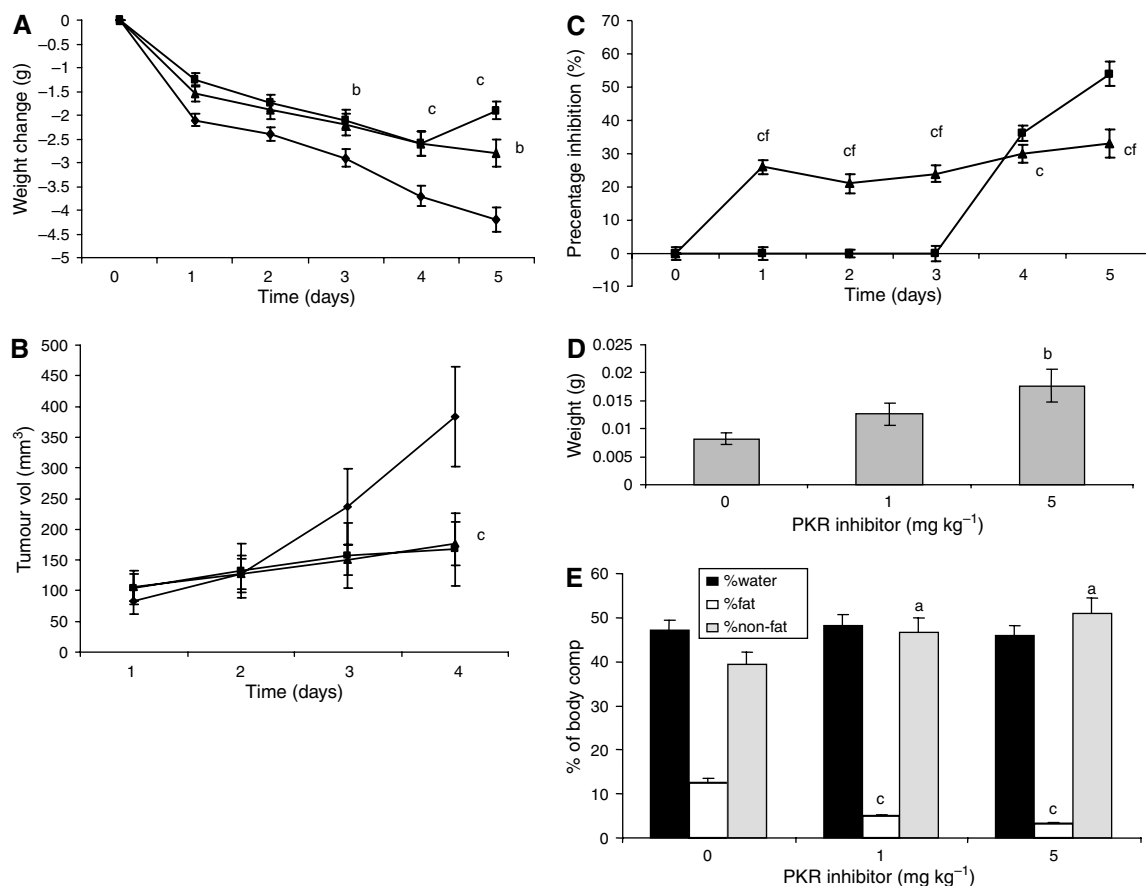 A
Weight change (g)
0
–0.5
–1
–1.5
–2
–2.5
–3
–3.5
–4
–4.5
–5
b
c
c
b
0 1 2 3 4 5
Time (days)
B
Tumour vol (mm³)
500
450
400
350
300
250
200
150
100
50
0
c
1 2 3 4
Time (days)
C
Precentage inhibition (%)
70
60
50
40
30
20
10
0
–10
cf
cf
cf
c
cf
0 1 2 3 4 5
Time (days)
D
Weight (g)
0.025
0.02
0.015
0.01
0.005
0
b
0 1 5
PKR inhibitor (mg kg⁻¹)
E
% of body comp
60
50
40
30
20
10
0
%water
%fat
%non-fat
a
a
c
c
0 1 5
PKR inhibitor (mg kg⁻¹)